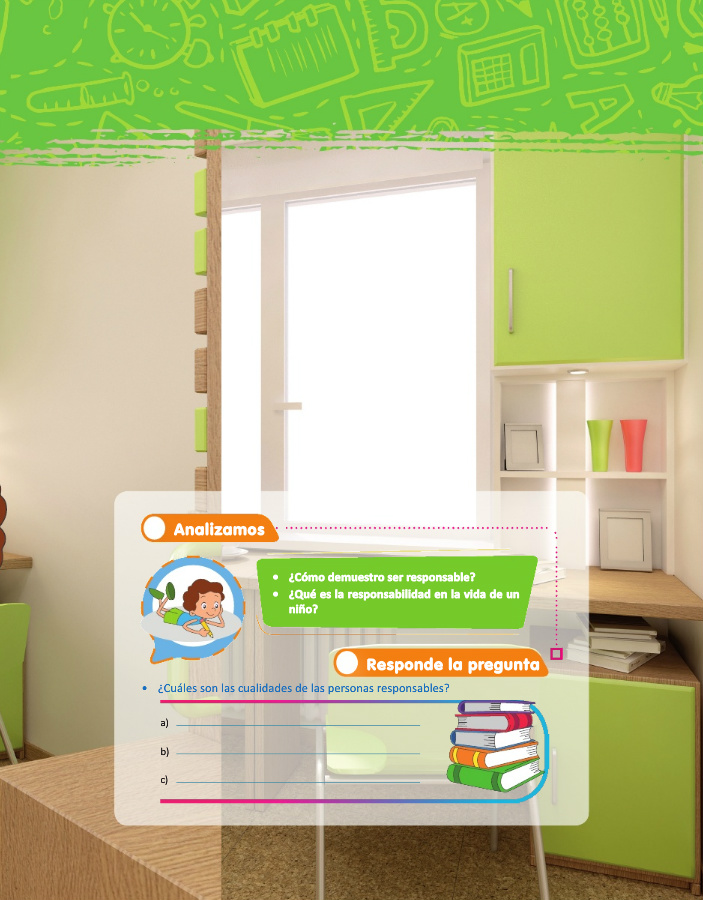 Analizamos
• ¿Cómo demuestro ser responsable?
• ¿Qué es la responsabilidad en la vida de un
niño?
Responde la pregunta
• ¿Cuáles son las cualidades de las personas responsables?
a)
b)
c)